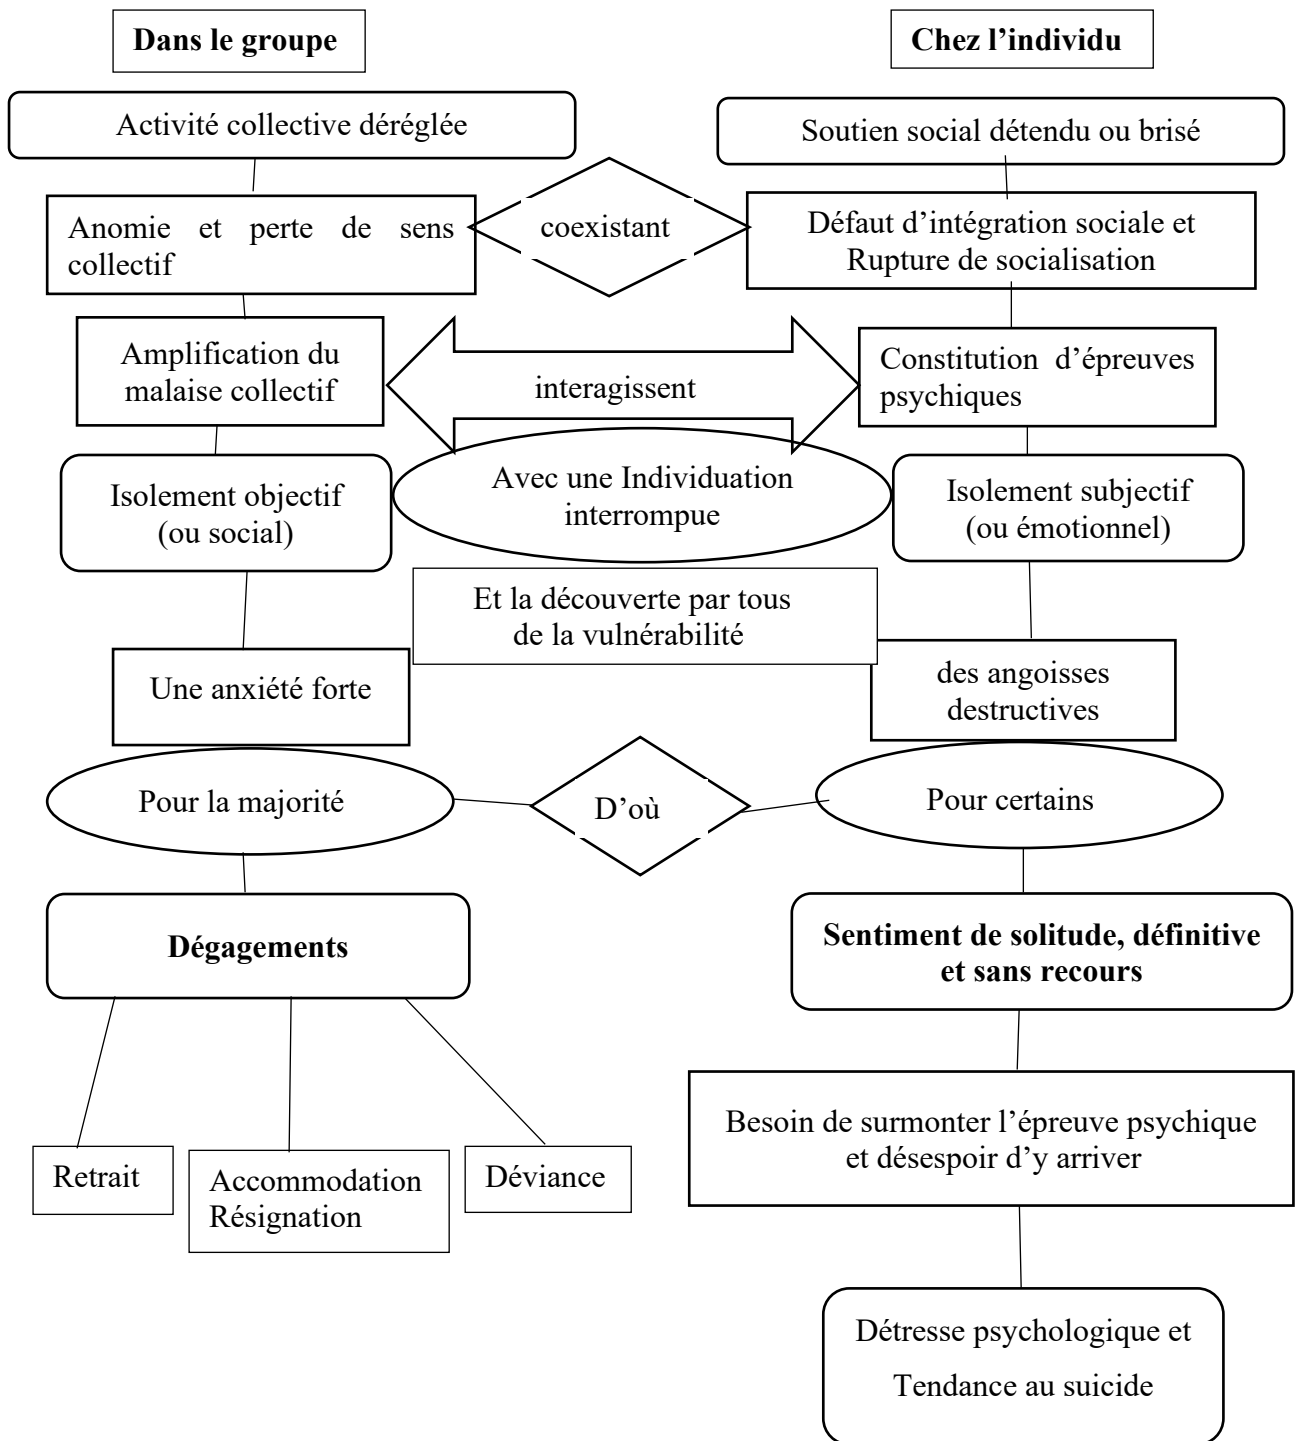 Dans le groupe
Chez l’individu
Activité collective déréglée
Soutien social détendu ou brisé
Anomie et perte de sens
collectif
coexistant
Défaut d’intégration sociale et
Rupture de socialisation
Amplification du
malaise collectif
interagissent
Constitution d’épreuves
psychiques
Isolement objectif
(ou social)
Avec une Individuation
interrompue
Isolement subjectif
(ou émotionnel)
Et la découverte par tous
de la vulnérabilité
Une anxiété forte
des angoisses
destructives
Pour la majorité
D’où
Pour certains
Dégagements
Sentiment de solitude, définitive
et sans recours
Retrait
Accommodation
Résignation
Déviance
Besoin de surmonter l’épreuve psychique
et désespoir d’y arriver
Détresse psychologique et
Tendance au suicide